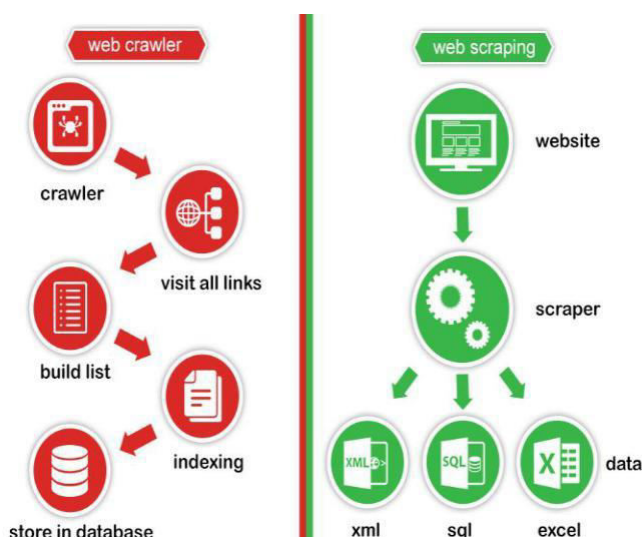 web crawler
crawler
visit all links
build list
indexing
store in database
web scraping
website
scraper
XML
SQL
X
data
xml
sql
excel